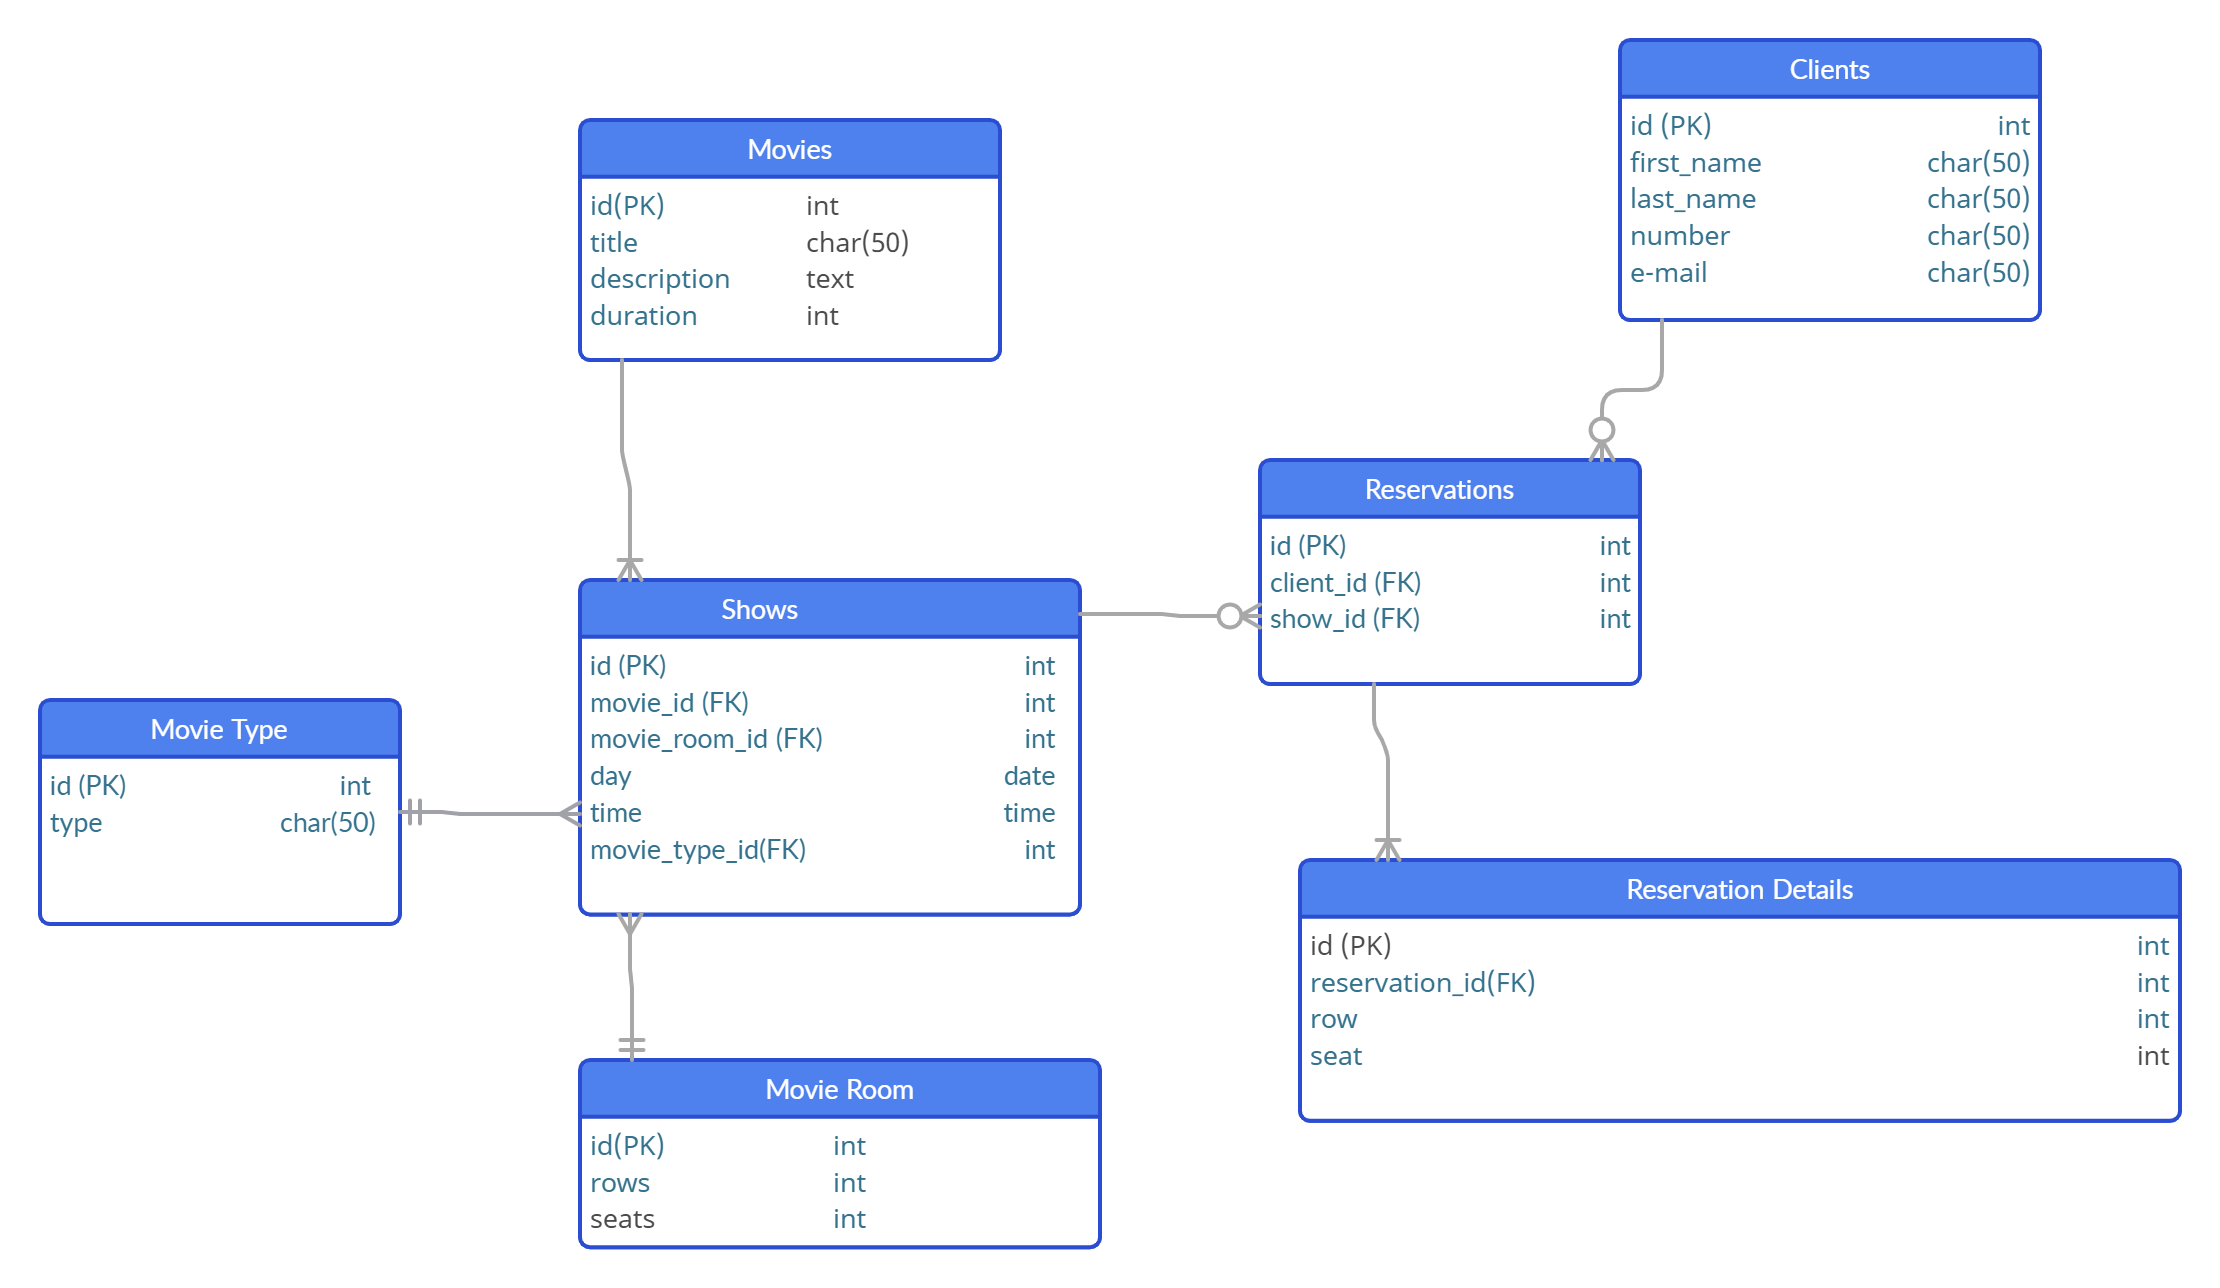 Clients
id (PK) int
first_name char(50)
last_name char(50)
number char(50)
e-mail char(50)
Movies
id(PK) int
title char(50)
description text
duration int
Reservations
id (PK) int
client_id (FK) int
show_id (FK) int
Shows
id (PK) int
movie_id (FK) int
movie_room_id (FK) int
day date
time time
movie_type_id(FK) int
Movie Type
id (PK) int
type char(50)
Reservation Details
id (PK) int
reservation_id(FK) int
row int
seat int
Movie Room
id(PK) int
rows int
seats int